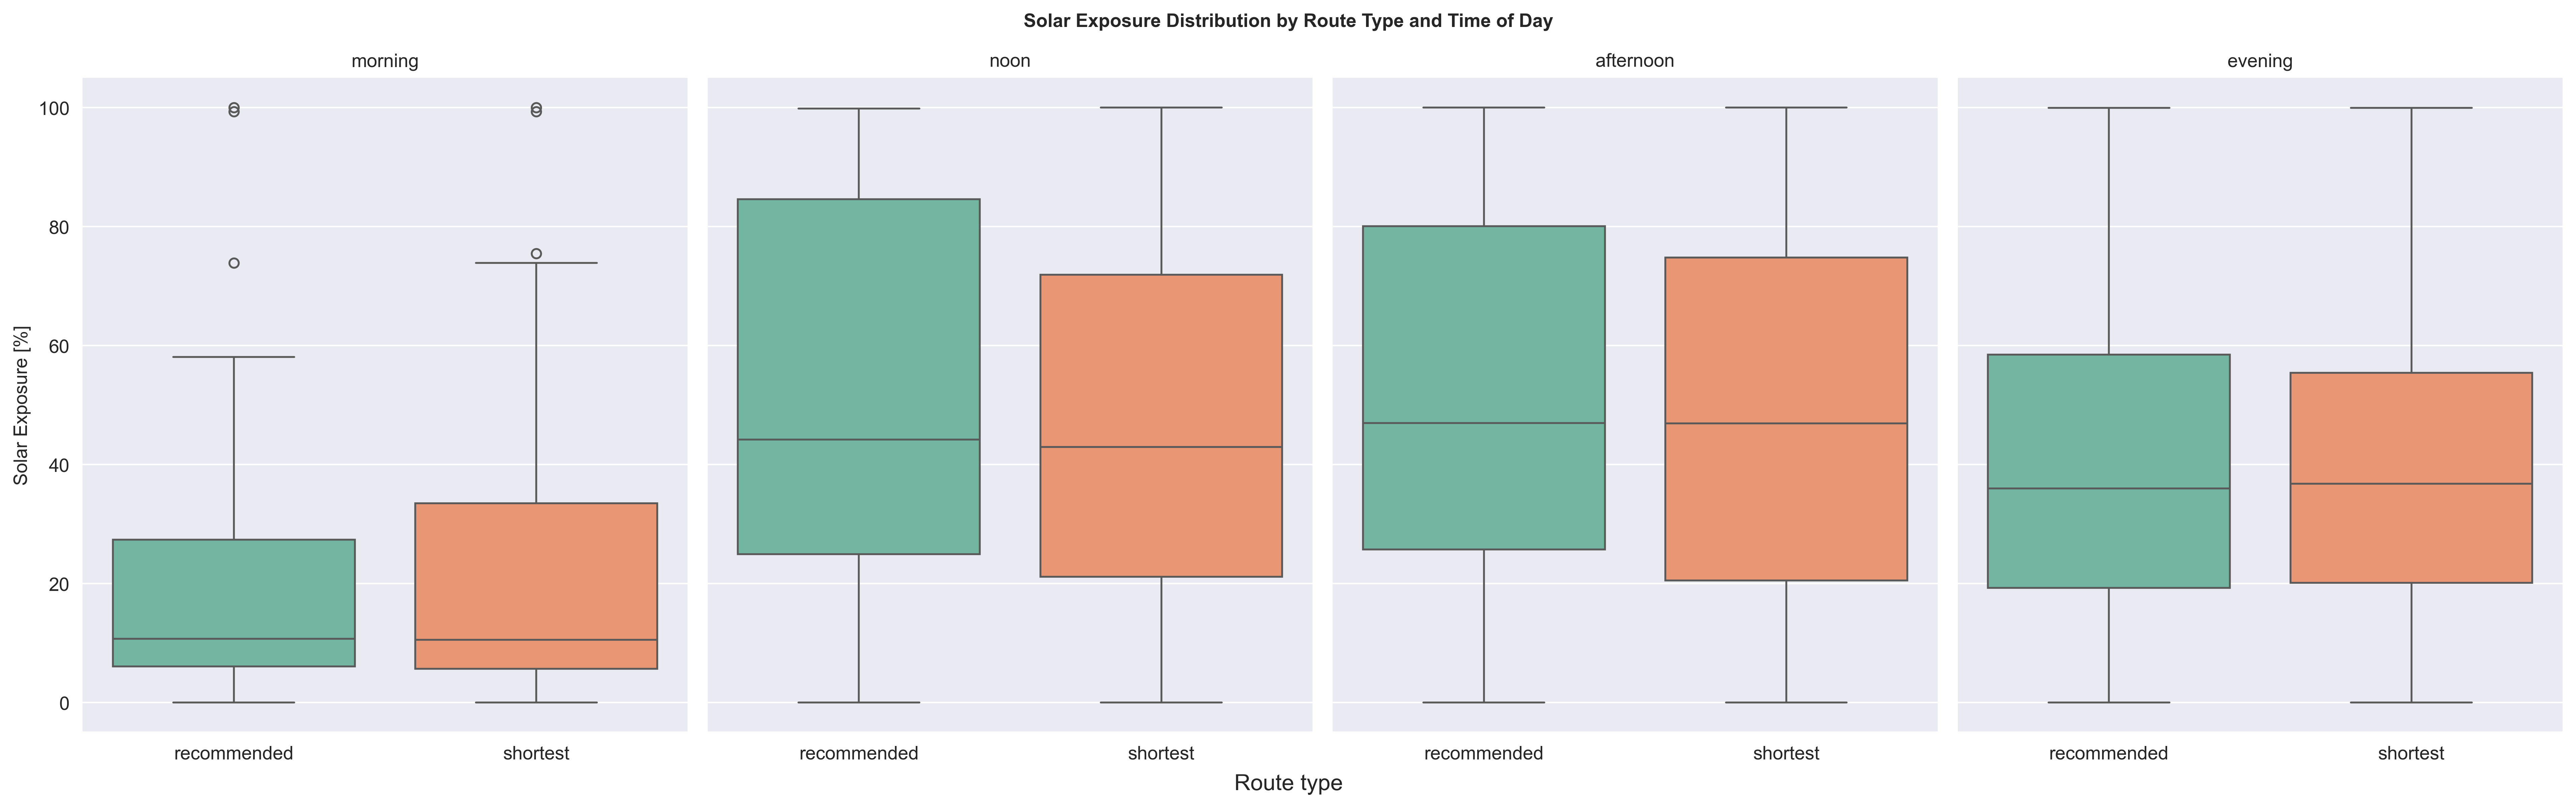 Solar Exposure Distribution by Route Type and Time of Day
morning
noon
afternoon
evening
Solar Exposure [%]
100
80
60
40
20
0
recommended
shortest
recommended
shortest
recommended
shortest
recommended
shortest
Route type